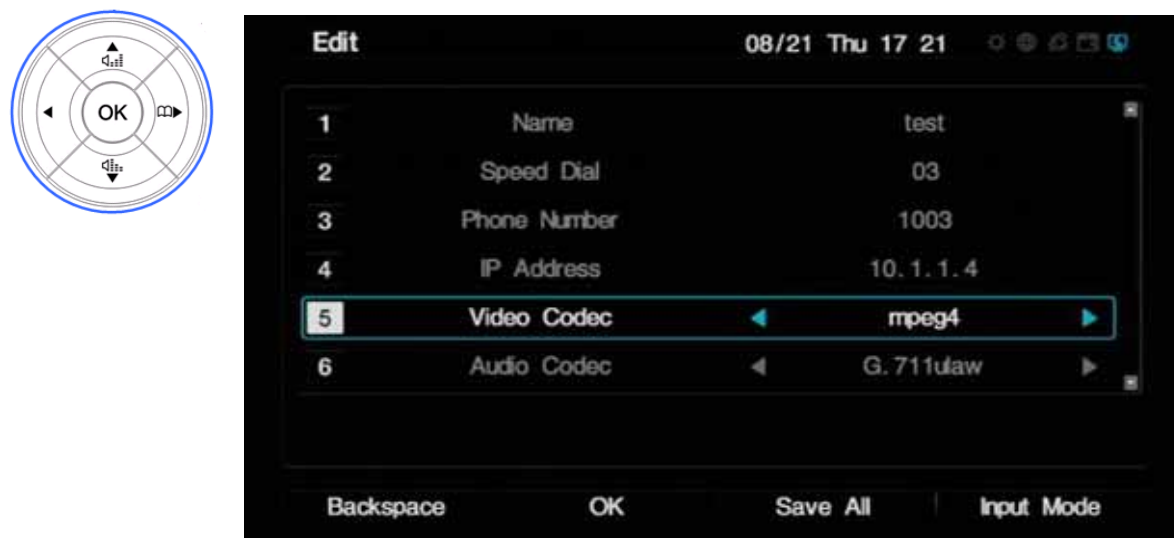 OK
Edit 08/21 Thu 17 21
1 Name test
2 Speed Dial 03
3 Phone Number 1003
4 IP Address 10.1.1.4
5 Video Codec mpeg4
6 Audio Codec G.711ulaw
Backspace OK Save All Input Mode